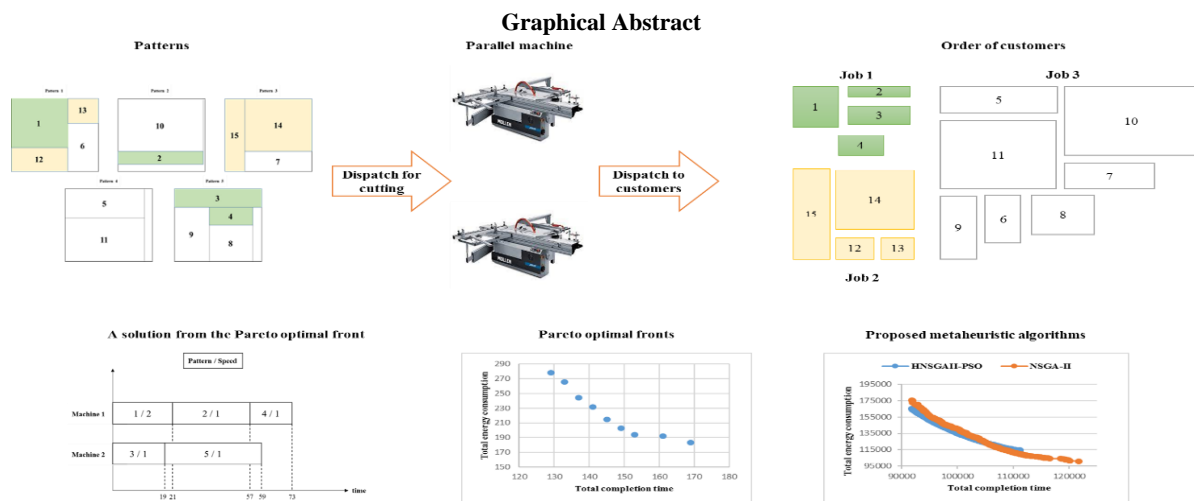 Graphical Abstract
Patterns
Parallel machine
Order of customers
Pattern 1
Pattern 2
Pattern 3
1
13
12
6
10
2
15
14
7
Pattern 4
Pattern 5
5
11
3
4
9
8
Dispatch for
cutting
Dispatch to
customers
Job 1
Job 3
1
2
3
4
5
10
11
7
9
6
8
15
14
12
13
Job 2
A solution from the Pareto optimal front
Pattern / Speed
Machine 1
1 / 2
2 / 1
4 / 1
Machine 2
3 / 1
5 / 1
19
21
57
59
73
time
Pareto optimal fronts
Total energy consumption
290
270
250
230
210
190
170
150
120
130
140
150
160
170
180
Total completion time
Proposed metaheuristic algorithms
HNSGAII-PSO
NSGA-II
Total energy consumption
195000
175000
155000
135000
115000
95000
90000
100000
110000
120000
Total completion time